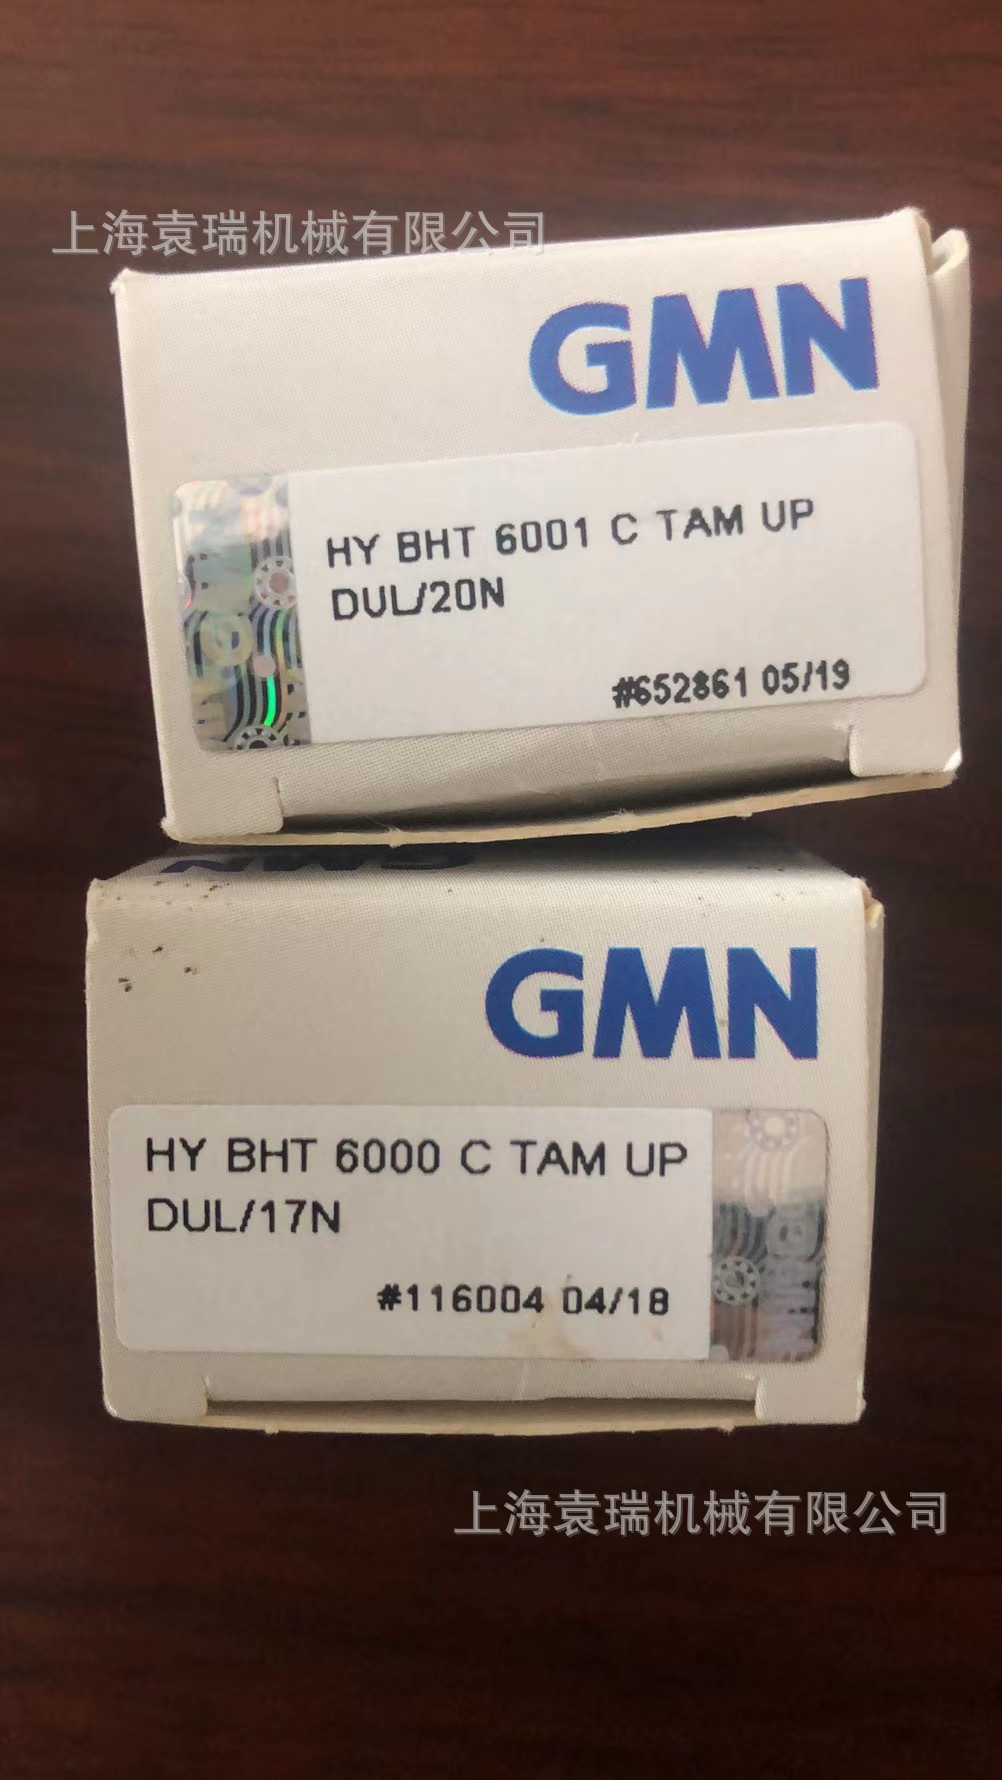 上海袁瑞机械有限公司
GMN
HY BHT 6001 C TAM UP
DUL/20N
#652861 05/19
GMN
GMN
HY BHT 6000 C TAM UP
DUL/17N
#116004 04/18
上海袁瑞机械有限公司